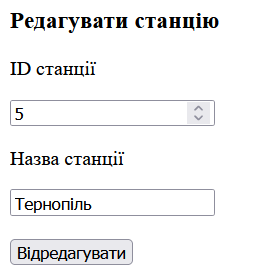 Редагувати станцію
ID станції
5
Назва станції
Тернопіль
Відредагувати